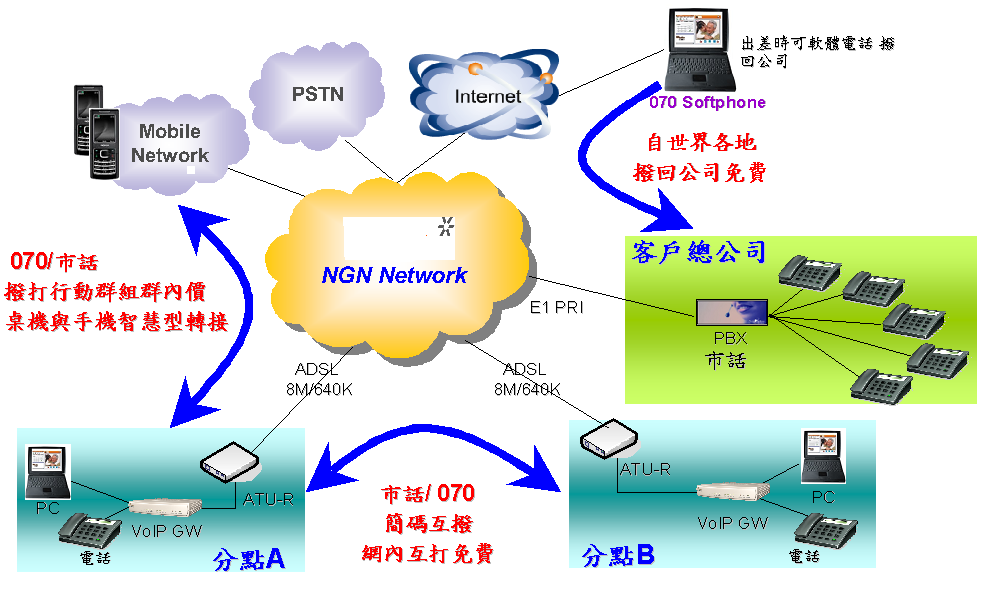 出差時可軟體電話 撥
回公司
070 Softphone
自世界各地
撥回公司免費
PSTN
Internet
Mobile
Network
NGN Network
070/市話
撥打行動群組群內價
桌機與手機智慧型轉接
客戶總公司
E1 PRI
PBX
市話
ADSL
8M/640K
ADSL
8M/640K
PC
ATU-R
VoIP GW
電話
分點A
市話/ 070
簡碼互撥
網內互打免費
ATU-R
PC
VoIP GW
電話
分點B